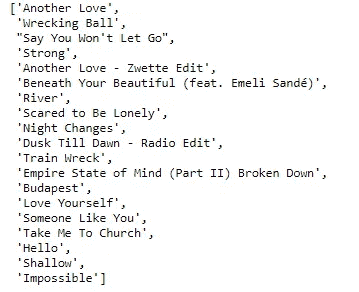 ['Another Love',
'Wrecking Ball',
"Say You Won't Let Go",
'Strong',
'Another Love - Zwette Edit',
'Beneath Your Beautiful (feat. Emeli Sandé)',
'River',
'Scared to Be Lonely',
'Night Changes',
'Dusk Till Dawn - Radio Edit',
'Train Wreck',
'Empire State of Mind (Part II) Broken Down',
'Budapest',
'Love Yourself',
'Someone Like You',
'Take Me To Church',
'Hello',
'Shallow',
'Impossible']